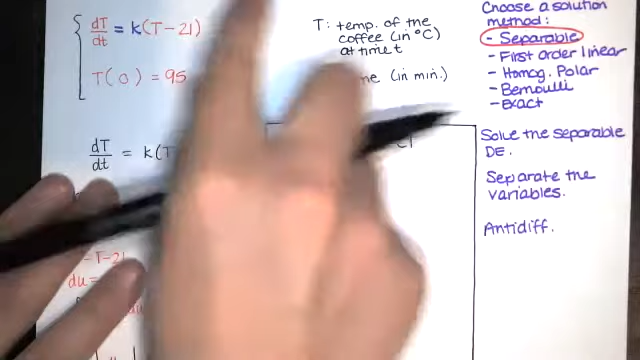 dT/dt = k(T-21)
T(0) = 95
T: temp. of the
coffee (in °C)
at time t
(in min.)
Choose a solution
method:
- Separable
- First order linear
- Homog. Polar
- Bernoulli
- Exact
dT/dt = k(T
Solve the separable
DE.
Separate the
variables.
Antidiff.
T-21
du =